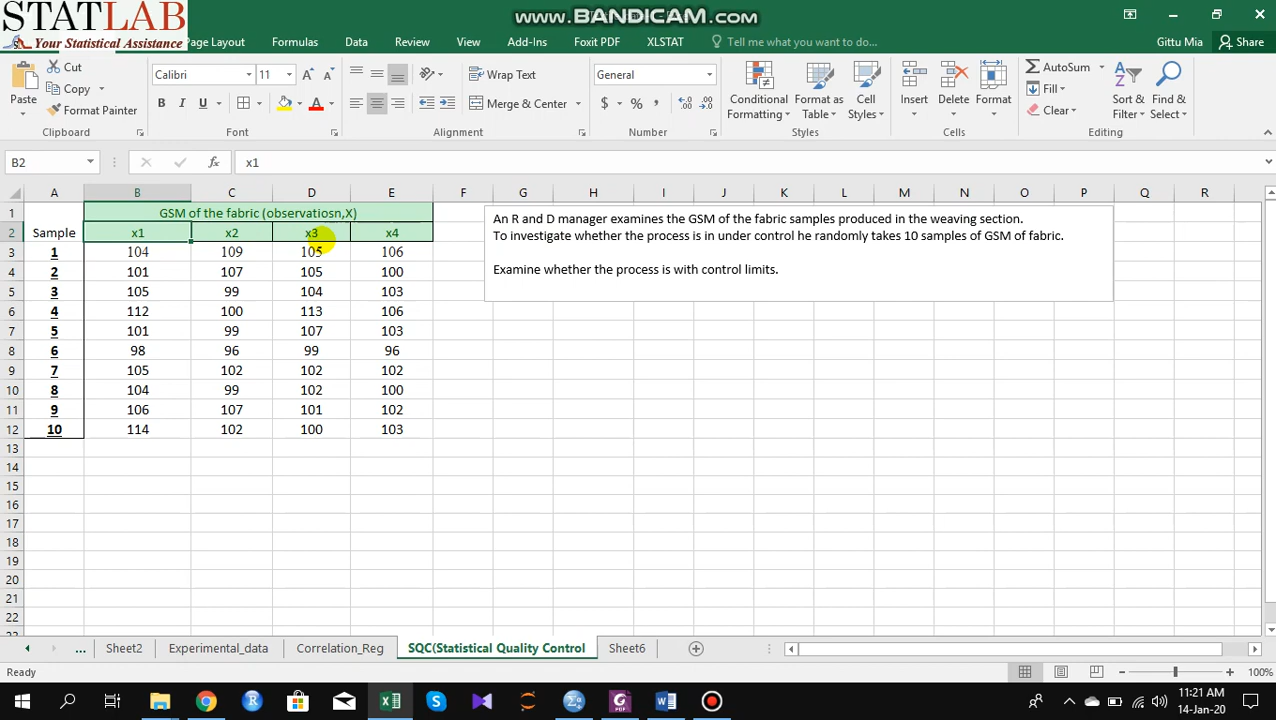 STATLAB
Your Statistical Assistance
www.BANDICAM.com
Page Layout Formulas Data Review View Add-Ins Foxit PDF XLSTAT Tell me what you want to do... Gittu Mia Share
Cut
Copy
Format Painter
Paste
Calibri 11
B I U A
Wrap Text
Merge & Center
General
$ % ,
Conditional Formatting
Format as Table
Cell Styles
Insert Delete Format
AutoSum
Fill
Clear
Sort & Filter
Find & Select
Clipboard Font Alignment Number Styles Cells Editing
B2 fx x1
A B C D E F G H I J K L M N O P Q R
1 GSM of the fabric (observatiosn,X)
2 Sample x1 x2 x3 x4
3 1 104 109 105 106
4 2 101 107 105 100
5 3 105 99 104 103
6 4 112 100 113 106
7 5 101 99 107 103
8 6 98 96 99 96
9 7 105 102 102 102
10 8 104 99 102 100
11 9 106 107 101 102
12 10 114 102 100 103
13
14
15
16
17
18
19
20
21
22
An R and D manager examines the GSM of the fabric samples produced in the weaving section.
To investigate whether the process is in under control he randomly takes 10 samples of GSM of fabric.
Examine whether the process is with control limits.
... Sheet2 Experimental_data Correlation_Reg SQC(Statistical Quality Control Sheet6
Ready 100%
11:21 AM
14-Jan-20